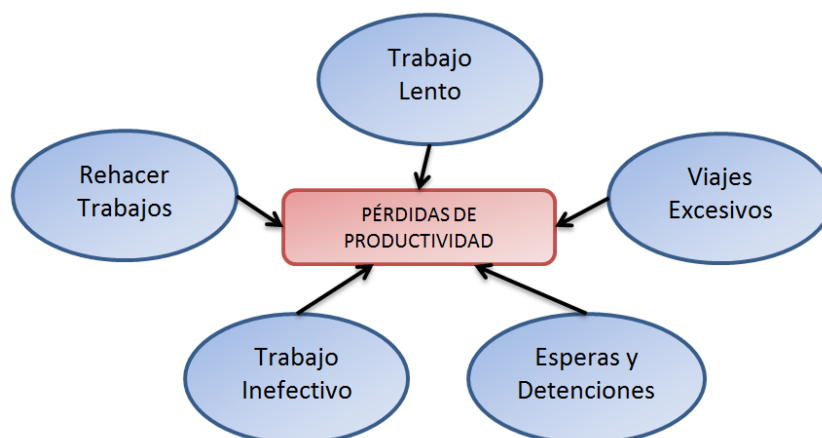 Trabajo
Lento
Rehacer
Trabajos
Viajes
Excesivos
PÉRDIDAS DE
PRODUCTIVIDAD
Trabajo
Inefectivo
Esperas y
Detenciones